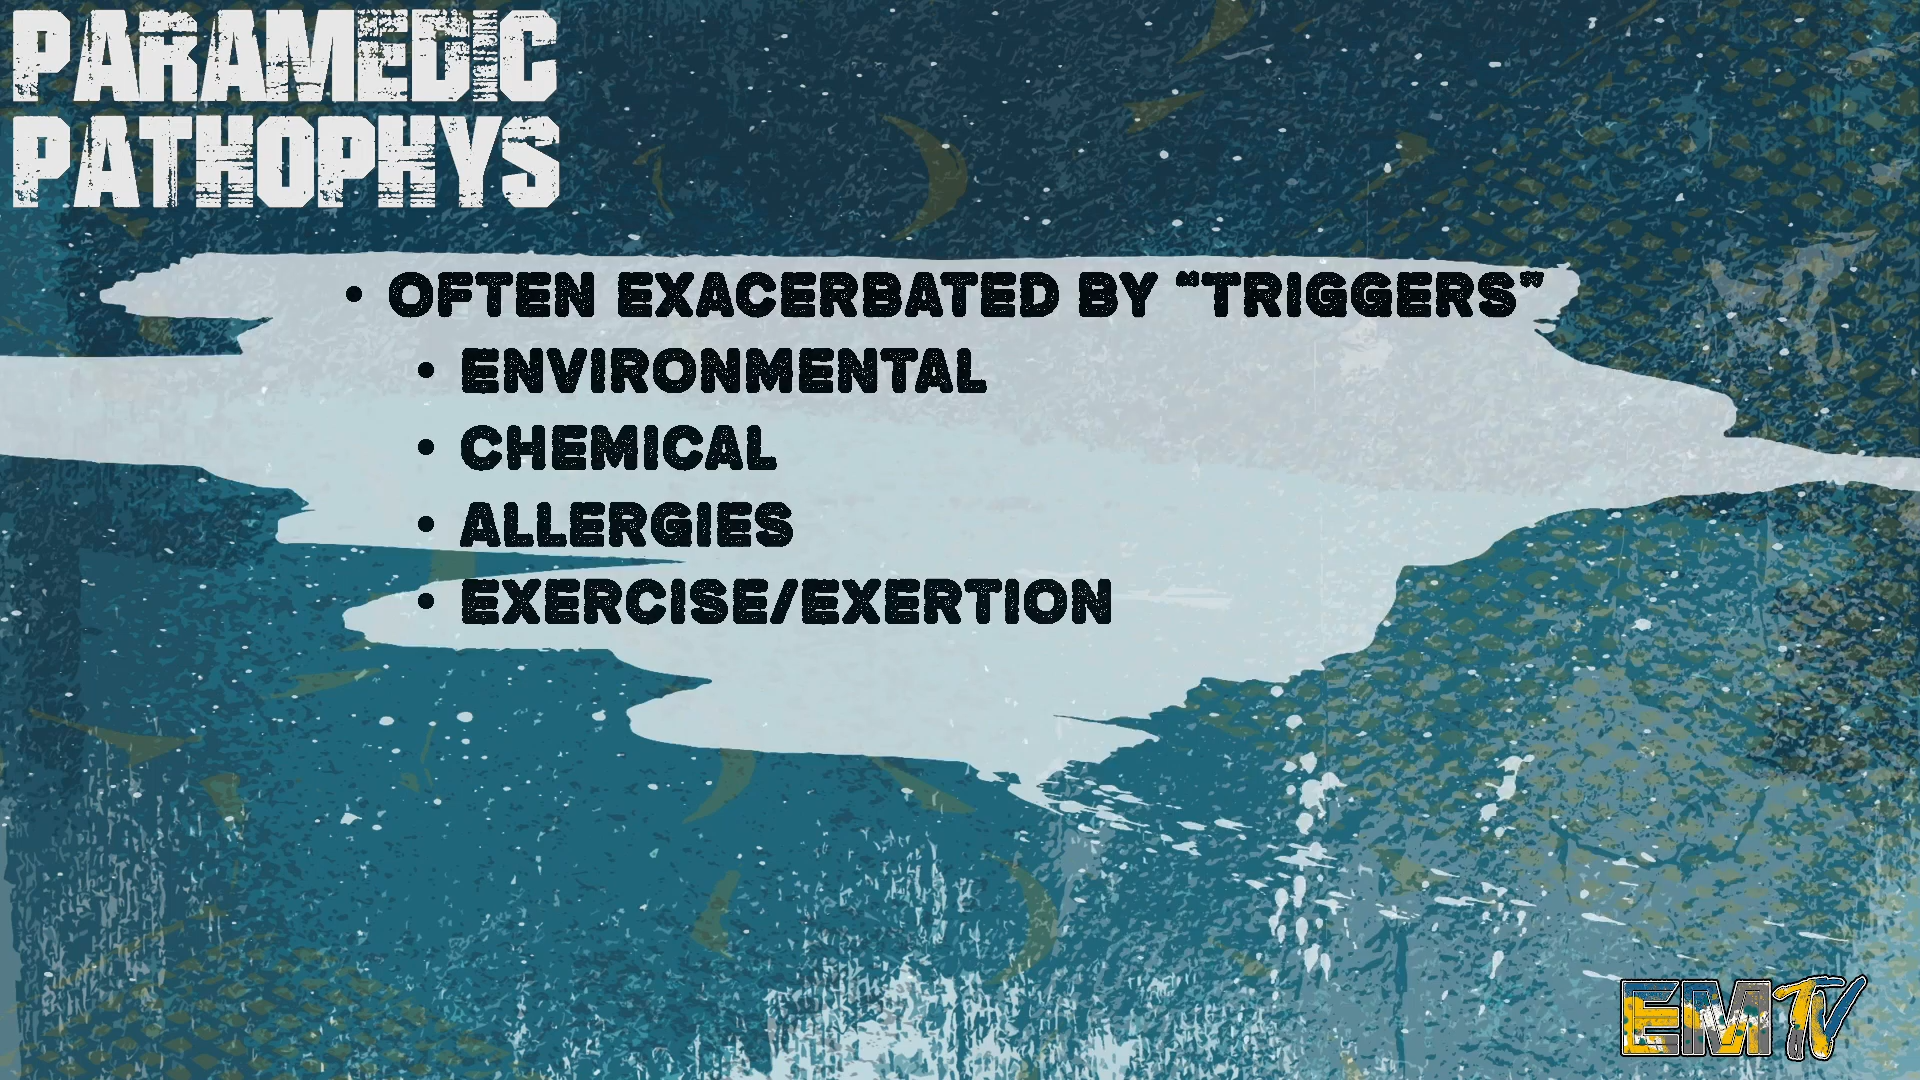 PARAMEDIC
PATHOPHYS
• OFTEN EXACERBATED BY “TRIGGERS”
• ENVIRONMENTAL
• CHEMICAL
• ALLERGIES
• EXERCISE/EXERTION
EMTV